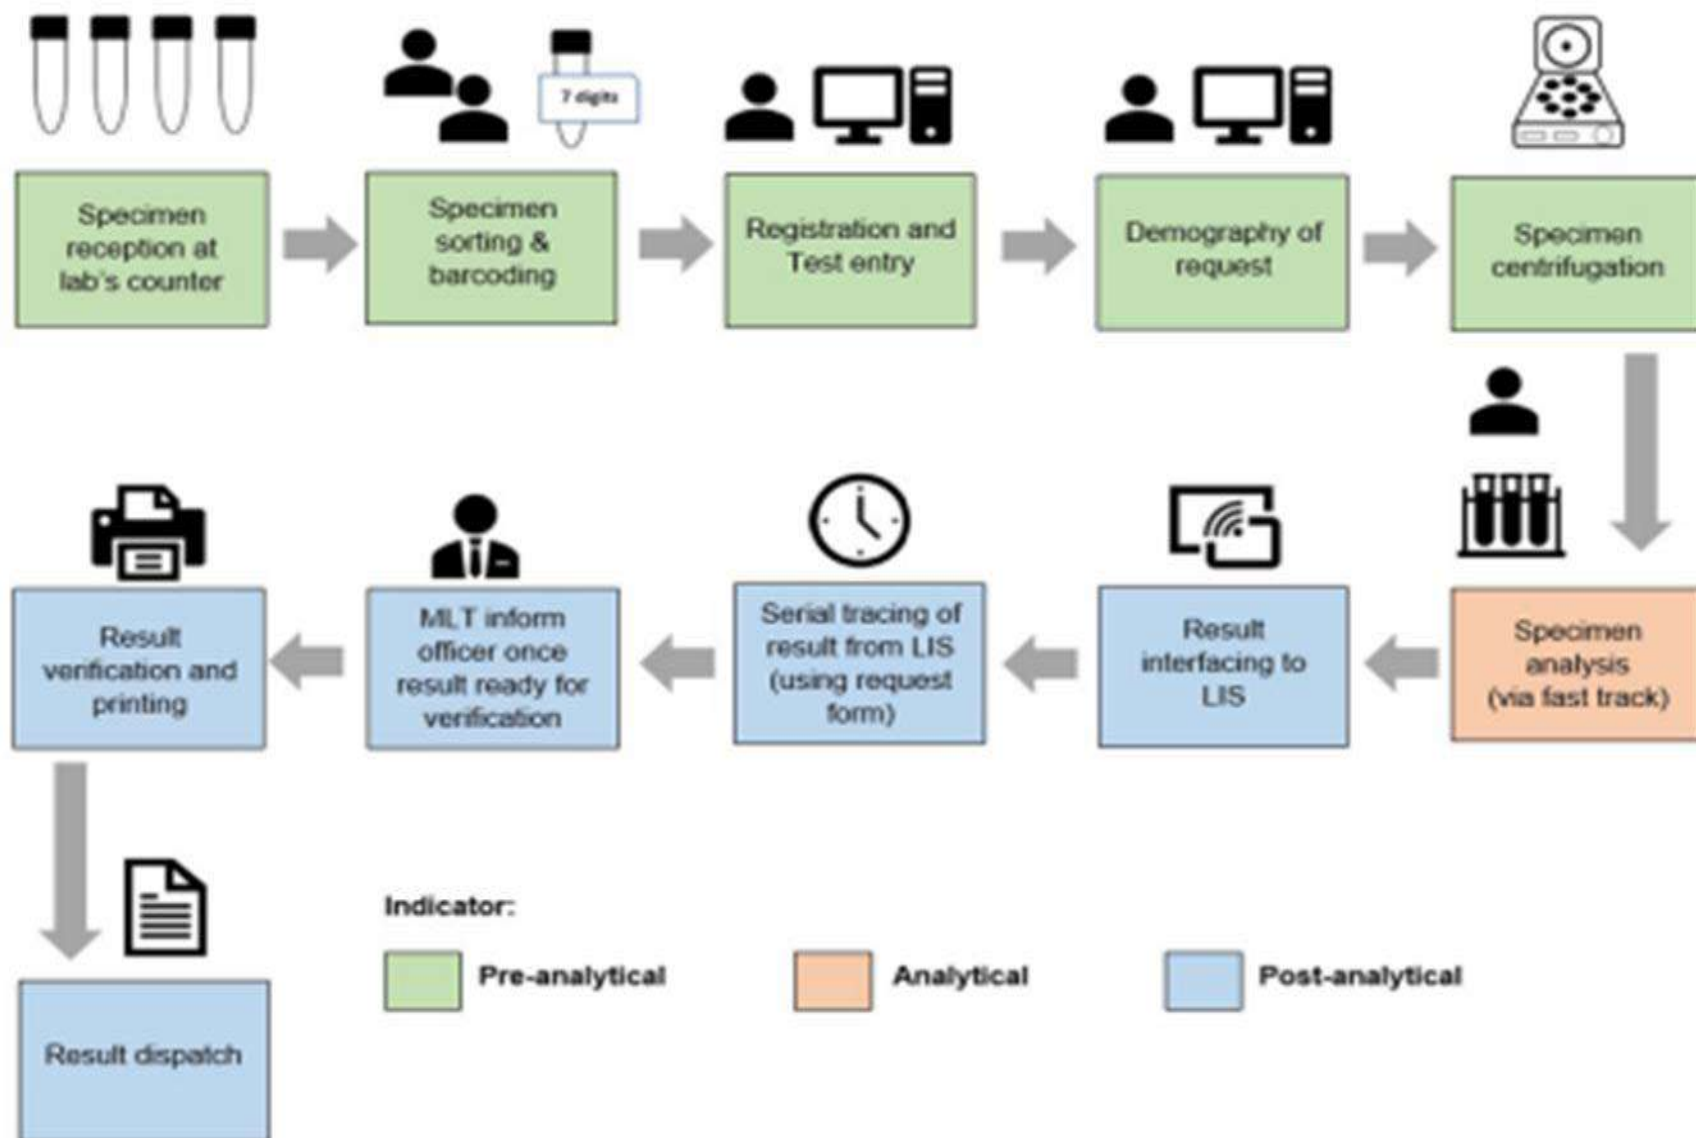 7 digits
Specimen
reception at
lab's counter
Specimen
sorting &
barcoding
Registration and
Test entry
Demography of
request
Specimen
centrifugation
Result
verification and
printing
MLT inform
officer once
result ready for
verification
Serial tracing of
result from LIS
(using request
form)
Result
interfacing to
LIS
Specimen
analysis
(via fast track)
Indicator:
Pre-analytical
Analytical
Post-analytical
Result dispatch